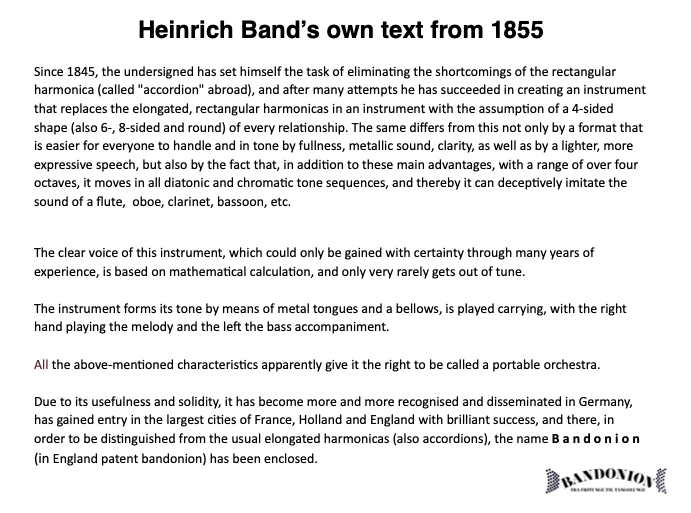 Heinrich Band's own text from 1855
Since 1845, the undersigned has set himself the task of eliminating the shortcomings of the rectangular
harmonica (called "accordion" abroad), and after many attempts he has succeeded in creating an instrument
that replaces the elongated, rectangular harmonicas in an instrument with the assumption of a 4-sided
shape (also 6-, 8-sided and round) of every relationship. The same differs from this not only by a format that
is easier for everyone to handle and in tone by fullness, metallic sound, clarity, as well as by a lighter, more
expressive speech, but also by the fact that, in addition to these main advantages, with a range of over four
octaves, it moves in all diatonic and chromatic tone sequences, and thereby it can deceptively imitate the
sound of a flute,  oboe, clarinet, bassoon, etc.
The clear voice of this instrument, which could only be gained with certainty through many years of
experience, is based on mathematical calculation, and only very rarely gets out of tune.
The instrument forms its tone by means of metal tongues and a bellows, is played carrying, with the right
hand playing the melody and the left the bass accompaniment.
All the above-mentioned characteristics apparently give it the right to be called a portable orchestra.
Due to its usefulness and solidity, it has become more and more recognised and disseminated in Germany,
has gained entry in the largest cities of France, Holland and England with brilliant success, and there, in
order to be distinguished from the usual elongated harmonicas (also accordions), the name B a n d o n i o n
(in England patent bandonion) has been enclosed.
BANDONION